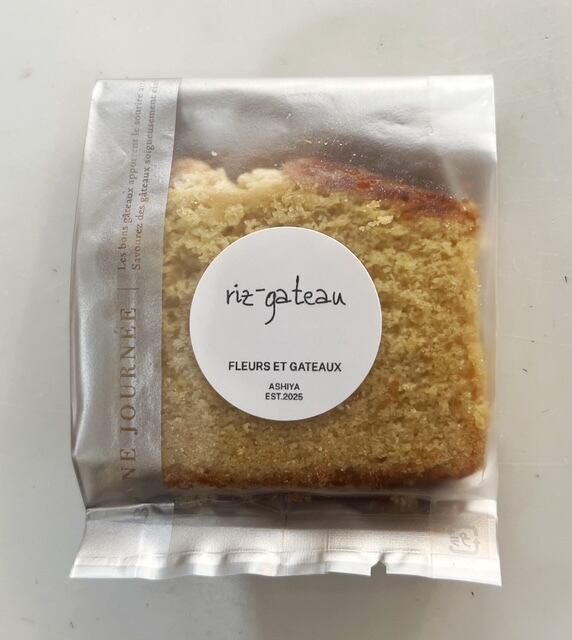 riz-gateau
FLEURS ET GATEAUX
ASHIYA
EST.2025
NE JOURNÉE
Les bons gâteaux apportent le sourire
Savourez des gâteaux soigneusement